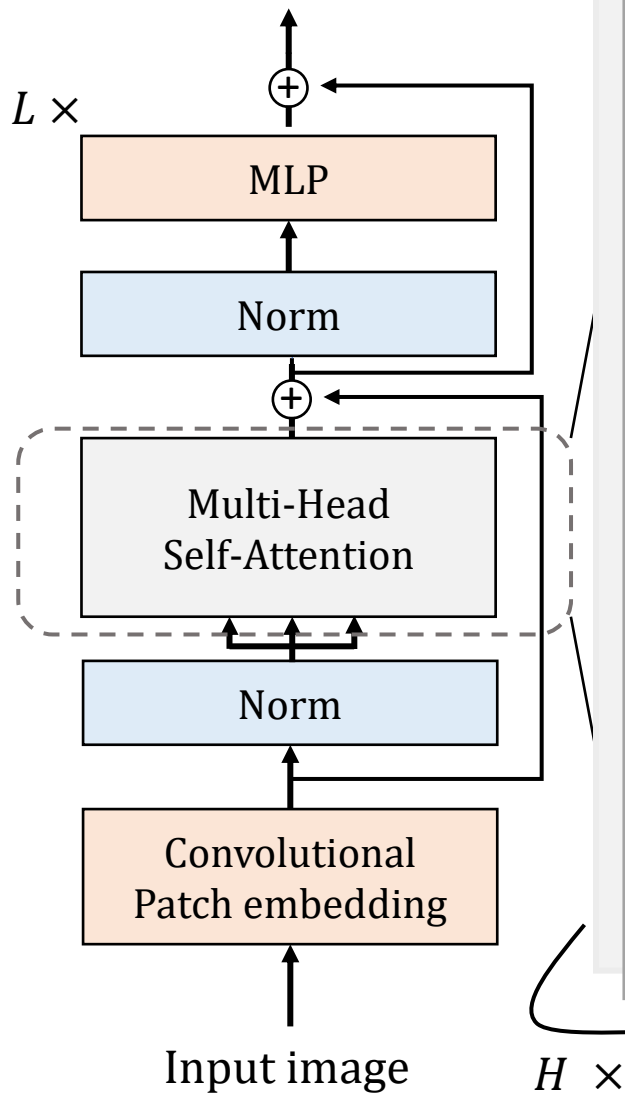 L ×
+
MLP
Norm
+
Multi-Head
Self-Attention
Norm
Convolutional
Patch embedding
Input image
H ×